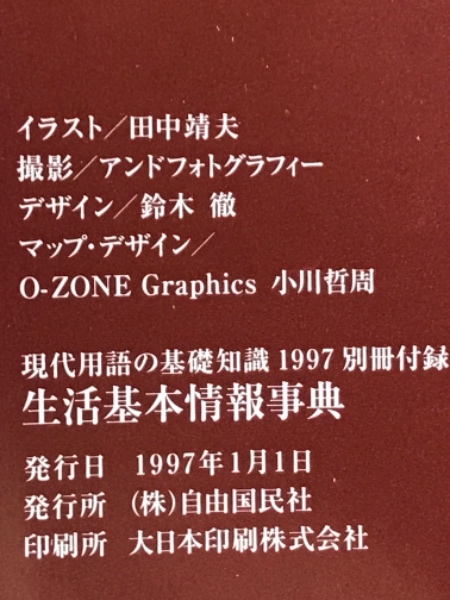 イラスト／田中靖夫
撮影／アンドフォトグラフィー
デザイン／鈴木 徹
マップ・デザイン／
O-ZONE Graphics 小川哲周
現代用語の基礎知識 1997 別冊付録
生活基本情報事典
発行日 1997年1月1日
発行所 (株)自由国民社
印刷所 大日本印刷株式会社